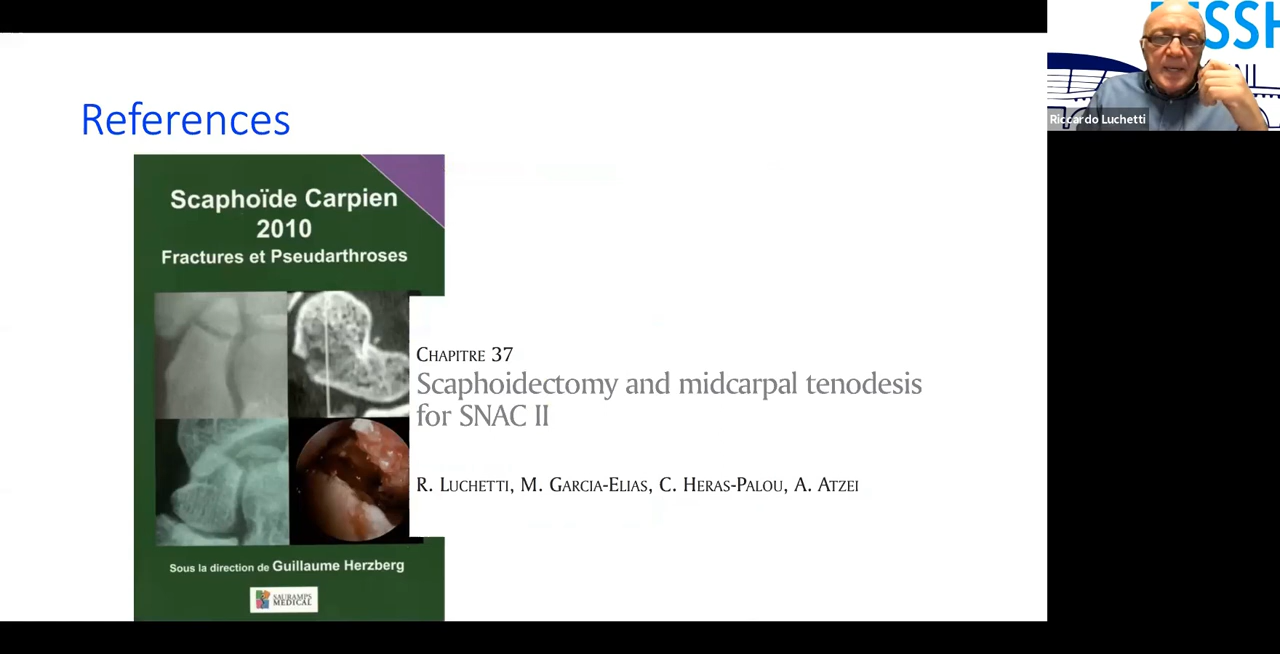 References
Scaphoïde Carpien
2010
Fractures et Pseudarthroses
CHAPITRE 37
Scaphoidectomy and midcarpal tenodesis
for SNAC II
R. LUCHETTI, M. GARCIA-ELIAS, C. HERAS-PALOU, A. ATZEI
Sous la direction de Guillaume Herzberg
SAURAMPS
MEDICAL
Riccardo Luchetti